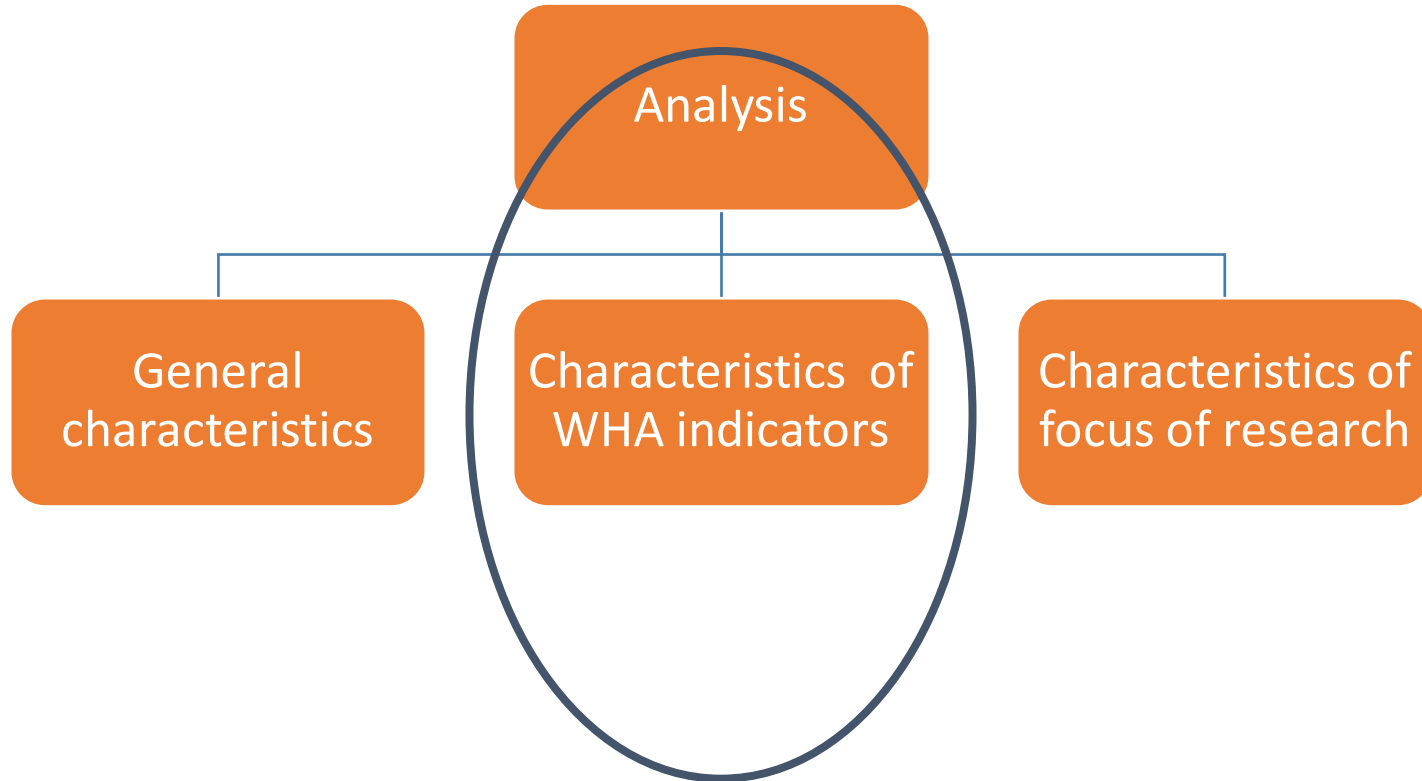 Analysis
General
characteristics
Characteristics  of
WHA indicators
Characteristics of
focus of research